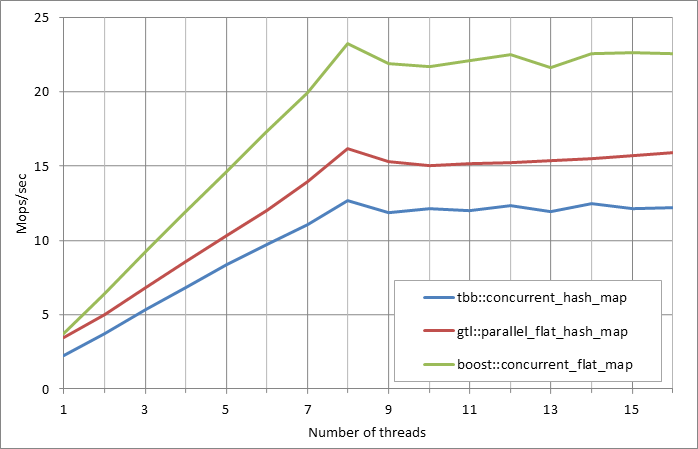 Mops/sec
25
20
15
10
5
0
tbb::concurrent_hash_map
gtl::parallel_flat_hash_map
boost::concurrent_flat_map
1 3 5 7 9 11 13 15
Number of threads